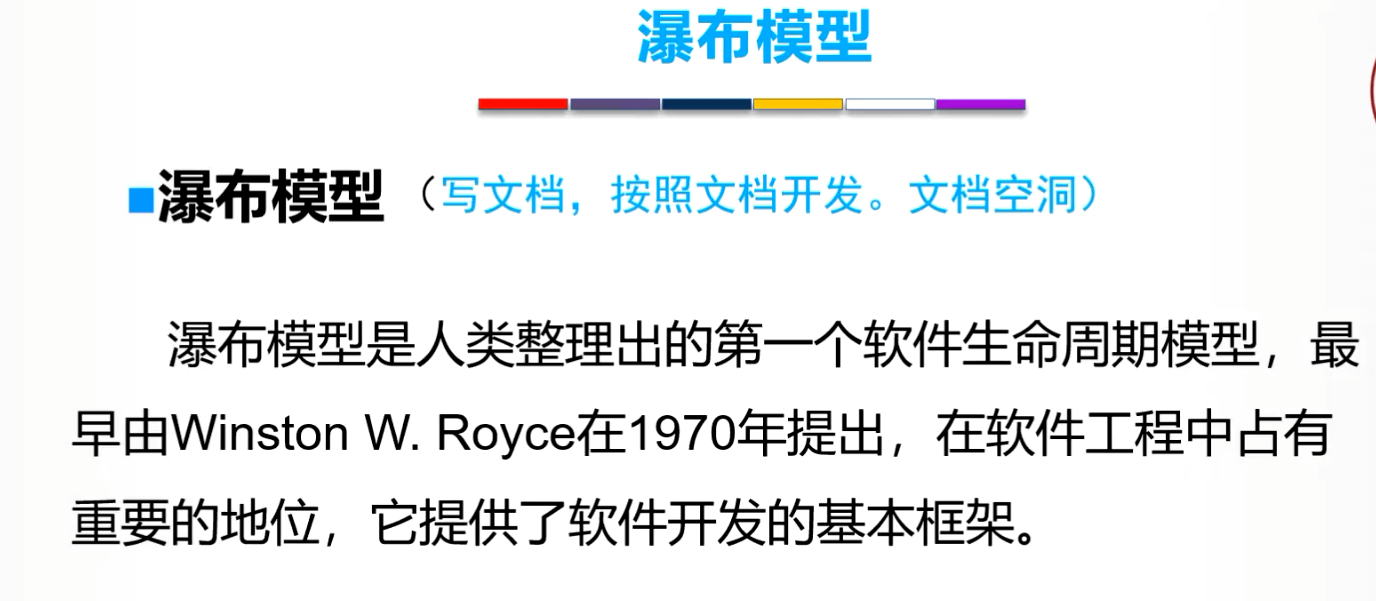 瀑布模型
瀑布模型（写文档，按照文档开发。文档空洞）
瀑布模型是人类整理出的第一个软件生命周期模型，最
早由Winston W. Royce在1970年提出，在软件工程中占有
重要的地位，它提供了软件开发的基本框架。